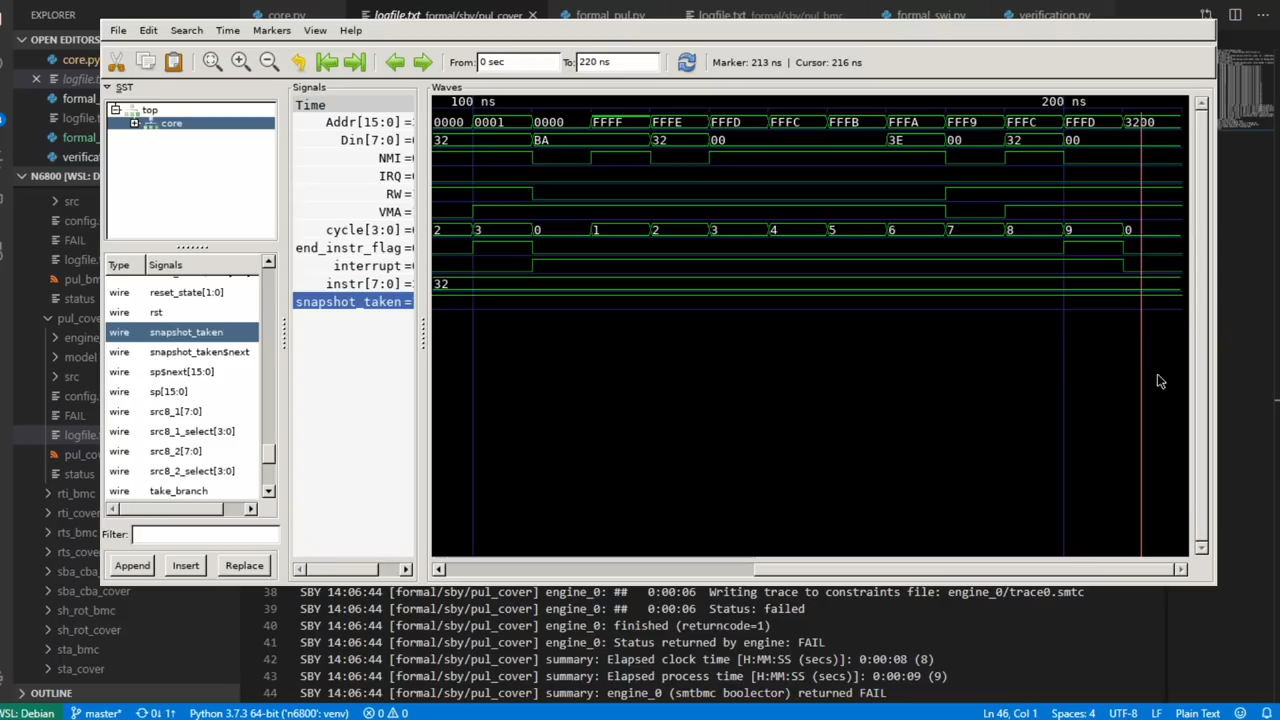 EXPLORER
core.py
logfile.txt formal/sby/pul_cover
formal_pul.py
logfile.txt formal/sby/pul_bmc
formal_swi.py
verification.py
OPEN EDITORS
core.py
logfile.
formal_
logfile.
formal_
verifica
N6800 [WSL: Debian
src
config.
FAIL
logfile.
pul_bm
status
pul_cove
engine
model
src
config.
FAIL
logfile.
pul_co
status
rti_bmc
rti_cover
rts_bmc
rts_cove
sba_cba_
sba_cba_cover
sh_rot_bmc
sh_rot_cover
sta_bmc
sta_cover
OUTLINE
File Edit Search Time Markers View Help
From: 0 sec To: 220 ns Marker: 213 ns | Cursor: 216 ns
SST
top
core
Type Signals
wire reset_state[1:0]
wire rst
wire snapshot_taken
wire snapshot_taken$next
wire sp$next[15:0]
wire sp[15:0]
wire src8_1[7:0]
wire src8_1_select[3:0]
wire src8_2[7:0]
wire src8_2_select[3:0]
wire take_branch
Filter:
Append Insert Replace
Signals
Time
Addr[15:0] =
Din[7:0] =
NMI =
IRQ =
RW =
VMA =
cycle[3:0] =
end_instr_flag =
interrupt =
instr[7:0] =
snapshot_taken =
Waves
100 ns 200 ns
0000 0001 0000 FFFF FFFE FFFD FFFC FFFB FFFA FFF9 FFFC FFFD 3200
32 BA 32 00 3E 00 32 00
2 3 0 1 2 3 4 5 6 7 8 9 0
32
38 SBY 14:06:44 [formal/sby/pul_cover] engine_0: ## 0:00:06 Writing trace to constraints file: engine_0/trace0.smtc
39 SBY 14:06:44 [formal/sby/pul_cover] engine_0: ## 0:00:06 Status: failed
40 SBY 14:06:44 [formal/sby/pul_cover] engine_0: finished (returncode=1)
41 SBY 14:06:44 [formal/sby/pul_cover] engine_0: Status returned by engine: FAIL
42 SBY 14:06:44 [formal/sby/pul_cover] summary: Elapsed clock time [H:MM:SS (secs)]: 0:00:08 (8)
43 SBY 14:06:44 [formal/sby/pul_cover] summary: Elapsed process time [H:MM:SS (secs)]: 0:00:09 (9)
44 SBY 14:06:44 [formal/sby/pul_cover] summary: engine_0 (smtbmc boolector) returned FAIL
WSL: Debian master* 0↓ 1↑ Python 3.7.3 64-bit ('n6800': venv) 0 0 Ln 46, Col 1 Spaces: 4 UTF-8 LF Plain Text